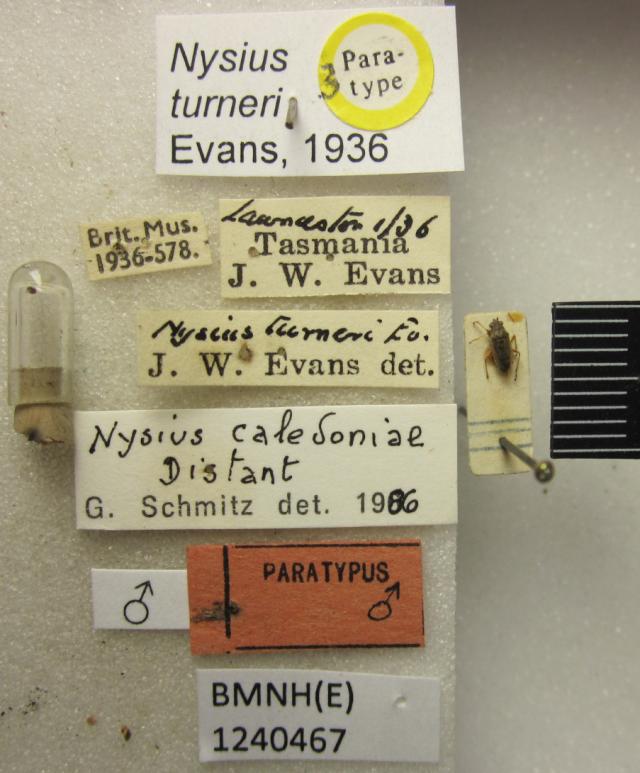 Nysius
turneri
Evans, 1936
3
Para-
type
Launceston 1/36
Tasmania
J. W. Evans
Brit. Mus.
1936-578.
Nysius turneri Ev.
J. W. Evans det.
Nysius caledoniae
Distant
G. Schmitz det. 1986
♂
PARATYPUS
♂
BMNH(E)
1240467